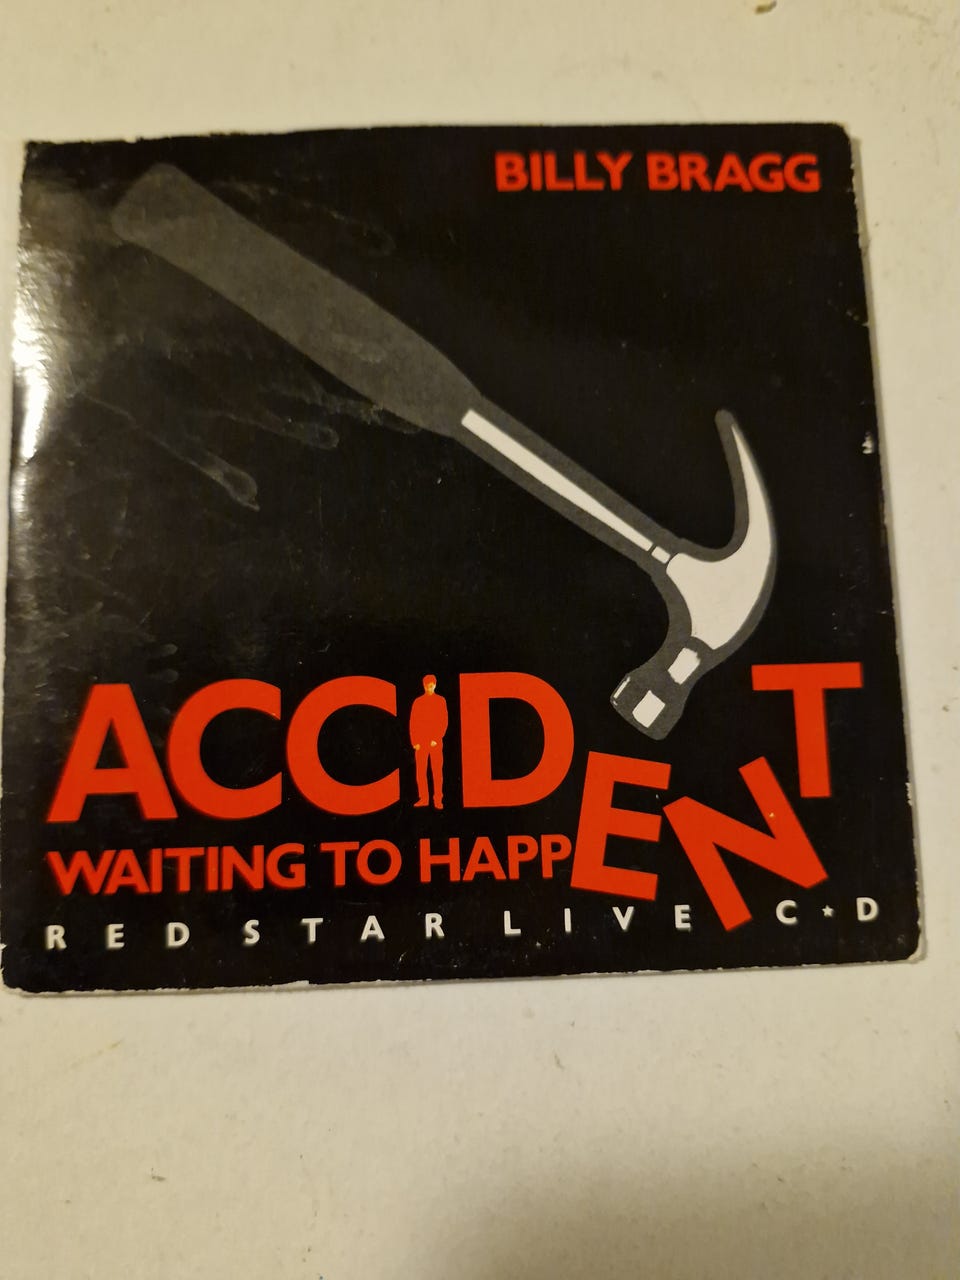 BILLY BRAGG
ACCIDENT
WAITING TO HAPPEN
RED STAR LIVE C★D